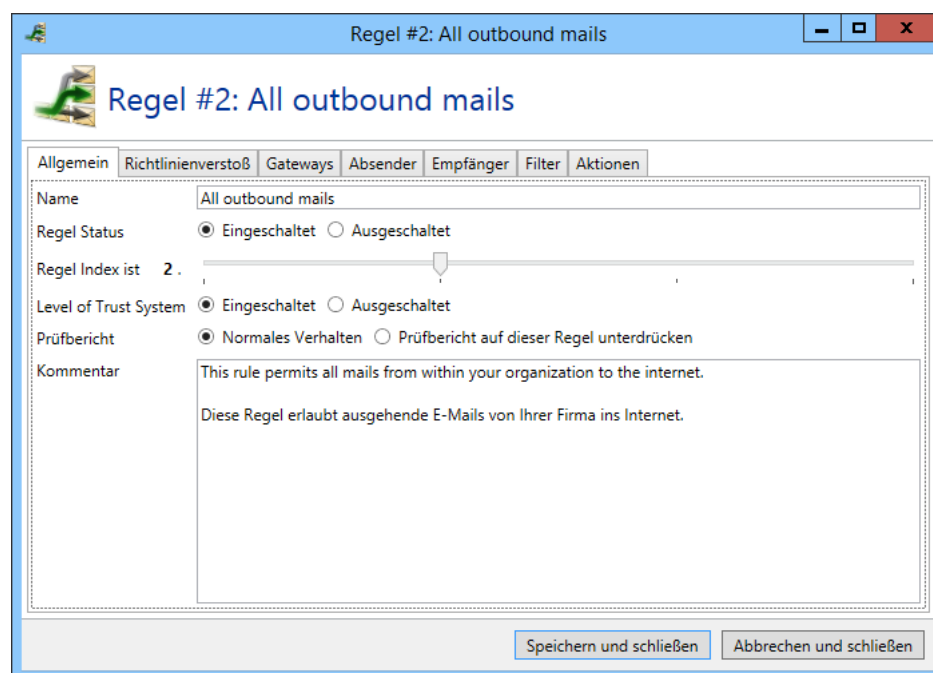 Regel #2: All outbound mails
Regel #2: All outbound mails
Allgemein Richtlinienverstoß Gateways Absender Empfänger Filter Aktionen
Name All outbound mails
Regel Status Eingeschaltet Ausgeschaltet
Regel Index ist 2 .
Level of Trust System Eingeschaltet Ausgeschaltet
Prüfbericht Normales Verhalten Prüfbericht auf dieser Regel unterdrücken
Kommentar This rule permits all mails from within your organization to the internet.
Diese Regel erlaubt ausgehende E-Mails von Ihrer Firma ins Internet.
Speichern und schließen Abbrechen und schließen